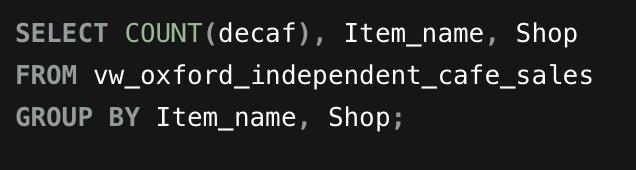 SELECT COUNT(decaf), Item_name, Shop
FROM vw_oxford_independent_cafe_sales
GROUP BY Item_name, Shop;